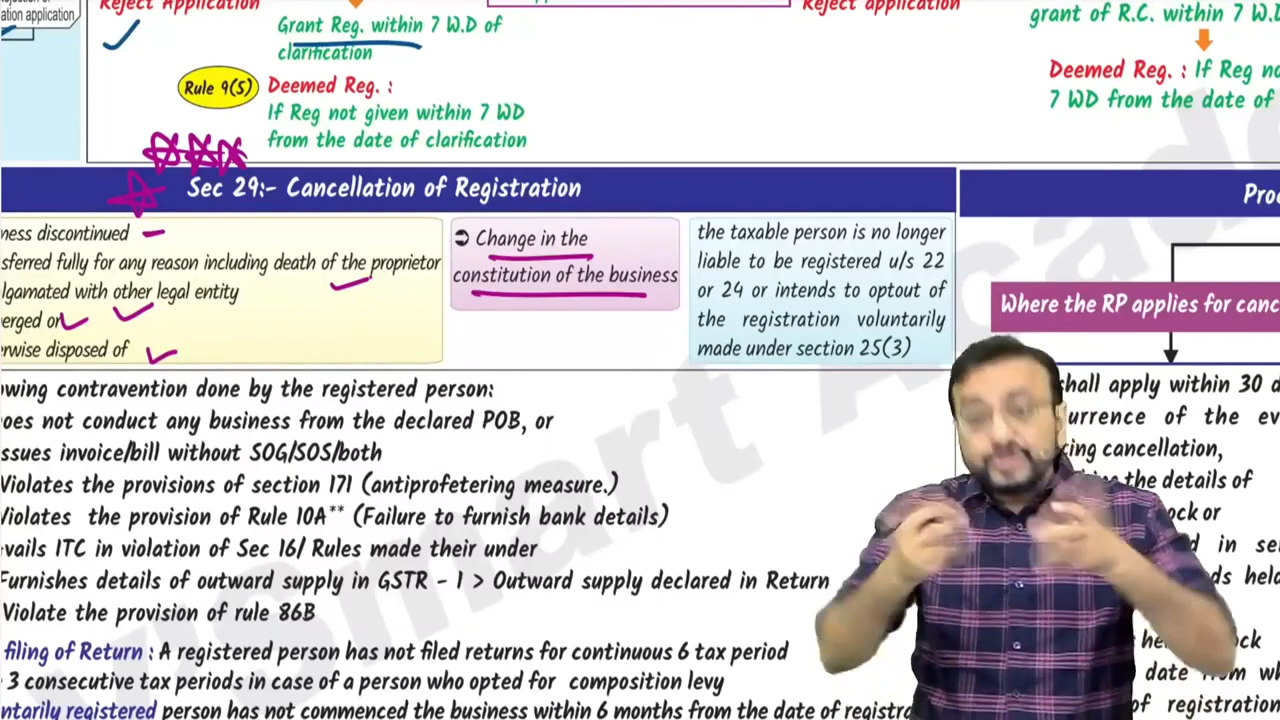 ation application
Reject Application
Grant Reg. within 7 W.D of
clarification
Reject application
grant of R.C. within 7 W.D
Rule 9(5)
Deemed Reg. :
If Reg not given within 7 WD
from the date of clarification
Deemed Reg. : If Reg no
7 WD from the date of
Sec 29:- Cancellation of Registration
Proc
ness discontinued
sferred fully for any reason including death of the proprietor
lgamated with other legal entity
erged or
erwise disposed of
➲ Change in the
constitution of the business
the taxable person is no longer
liable to be registered u/s 22
or 24 or intends to optout of
the registration voluntarily
made under section 25(3)
Where the RP applies for canc
owing contravention done by the registered person:
oes not conduct any business from the declared POB, or
ssues invoice/bill without SOG/SOS/both
Violates the provisions of section 171 (antiprofetering measure.)
Violates the provision of Rule 10A** (Failure to furnish bank details)
vails ITC in violation of Sec 16/ Rules made their under
Furnishes details of outward supply in GSTR - 1 > Outward supply declared in Return
Violate the provision of rule 86B
filing of Return : A registered person has not filed returns for continuous 6 tax period
3 consecutive tax periods in case of a person who opted for composition levy
ntarily registered person has not commenced the business within 6 months from the date of registra
shall apply within 30 d
urrence of the ev
cing cancellation,
the details of
ock or
d in se
ds held
ock
date from wh
of registration